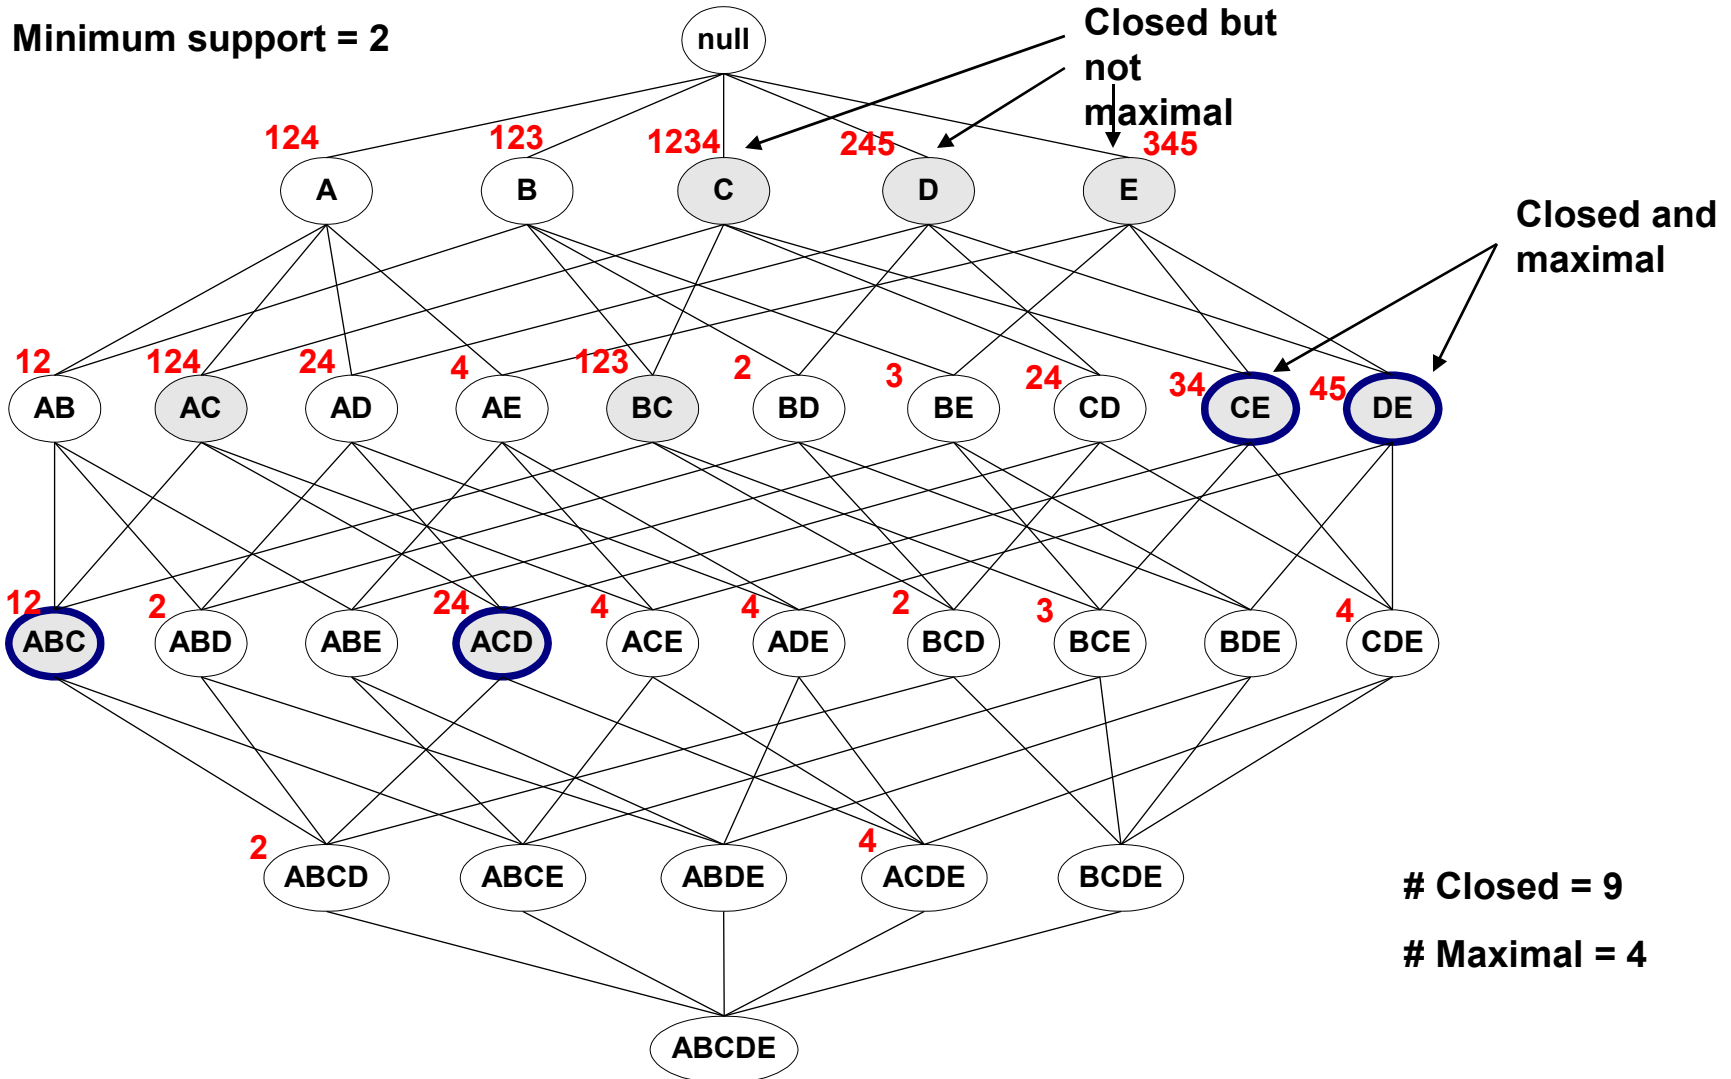 Minimum support = 2
null
Closed but
not
maximal
124
123
1234
245
345
A
B
C
D
E
Closed and
maximal
12
124
24
4
123
2
3
24
34
45
AB
AC
AD
AE
BC
BD
BE
CD
CE
DE
12
2
24
4
4
2
3
4
ABC
ABD
ABE
ACD
ACE
ADE
BCD
BCE
BDE
CDE
2
4
ABCD
ABCE
ABDE
ACDE
BCDE
# Closed = 9
# Maximal = 4
ABCDE